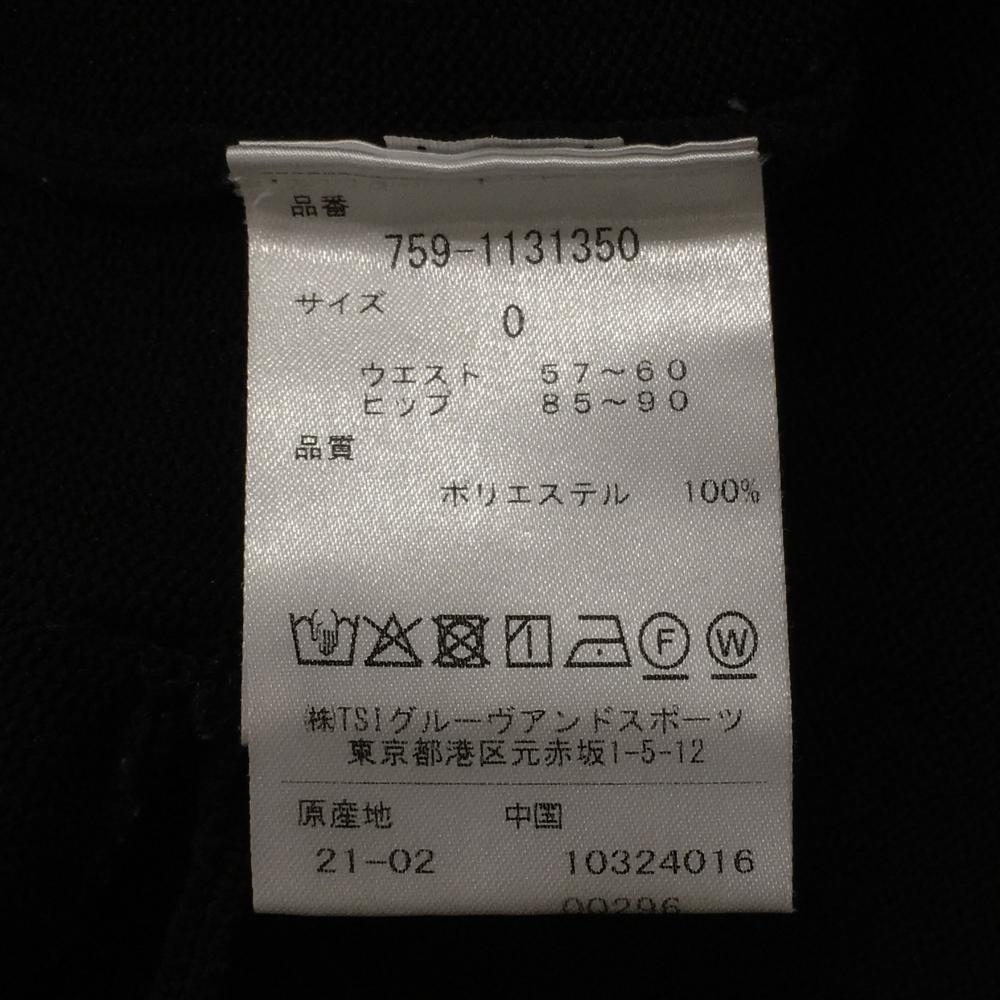 品番
759-1131350
サイズ
0
ウエスト 57~60
ヒップ 85~90
品質
ポリエステル 100%
F W
㈱TSIグルーヴアンドスポーツ
東京都港区元赤坂1-5-12
原産地 中国
21-02 10324016
00296